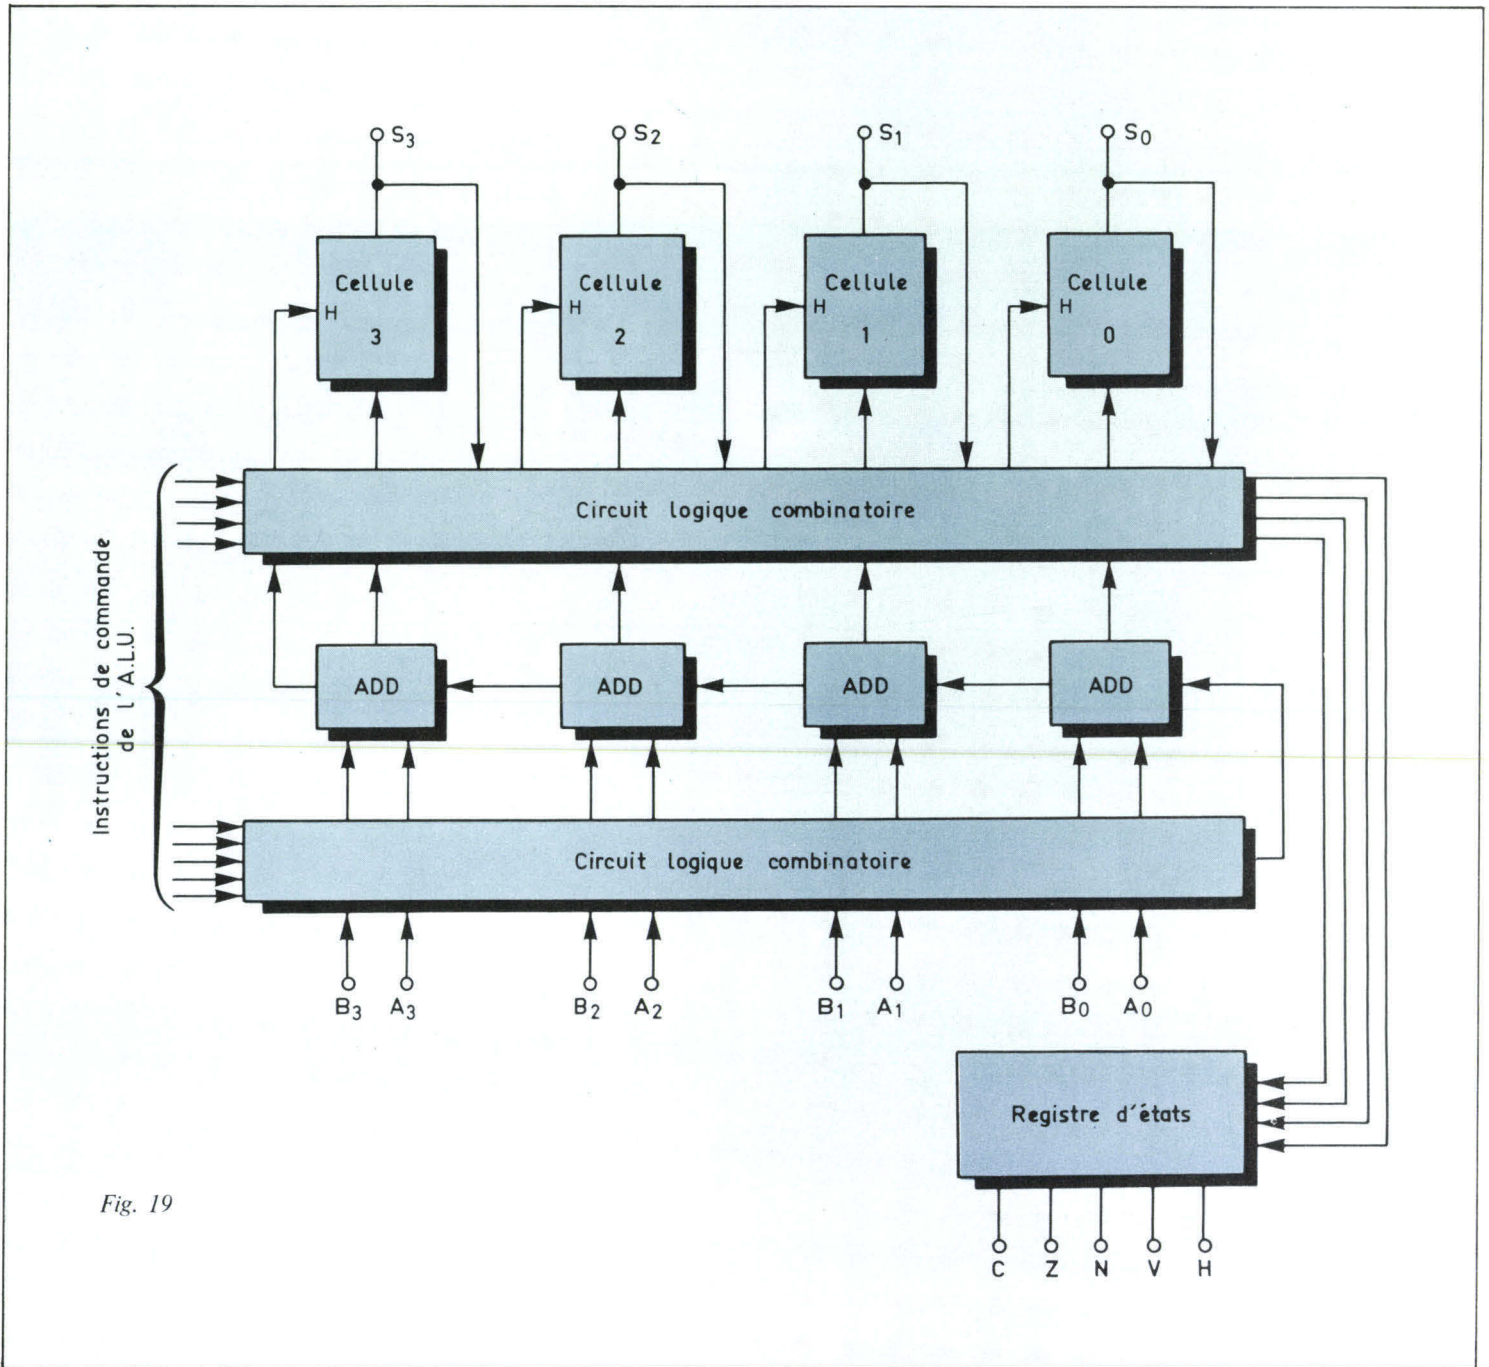 S3 S2 S1 S0
Cellule Cellule Cellule Cellule
H H H H
3 2 1 0
Circuit logique combinatoire
Instructions de commande
de l'A.L.U.
ADD ADD ADD ADD
Circuit logique combinatoire
B3 A3 B2 A2 B1 A1 B0 A0
Registre d'états
Fig. 19
C Z N V H